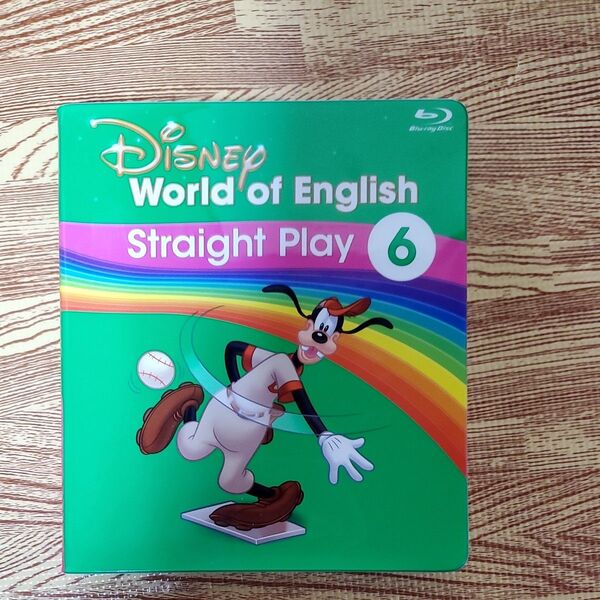 Blu-ray Disc
DISNEY
World of English
Straight Play 6